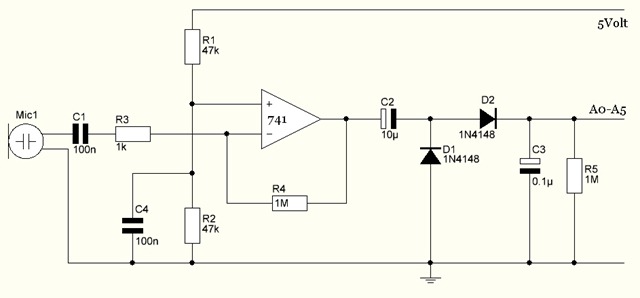 5Volt
R1
47k
Mic1
C1
100n
R3
1k
+
741
−
C2
10µ
D2
1N4148
A0-A5
D1
1N4148
C3
0.1µ
R5
1M
R4
1M
C4
100n
R2
47k